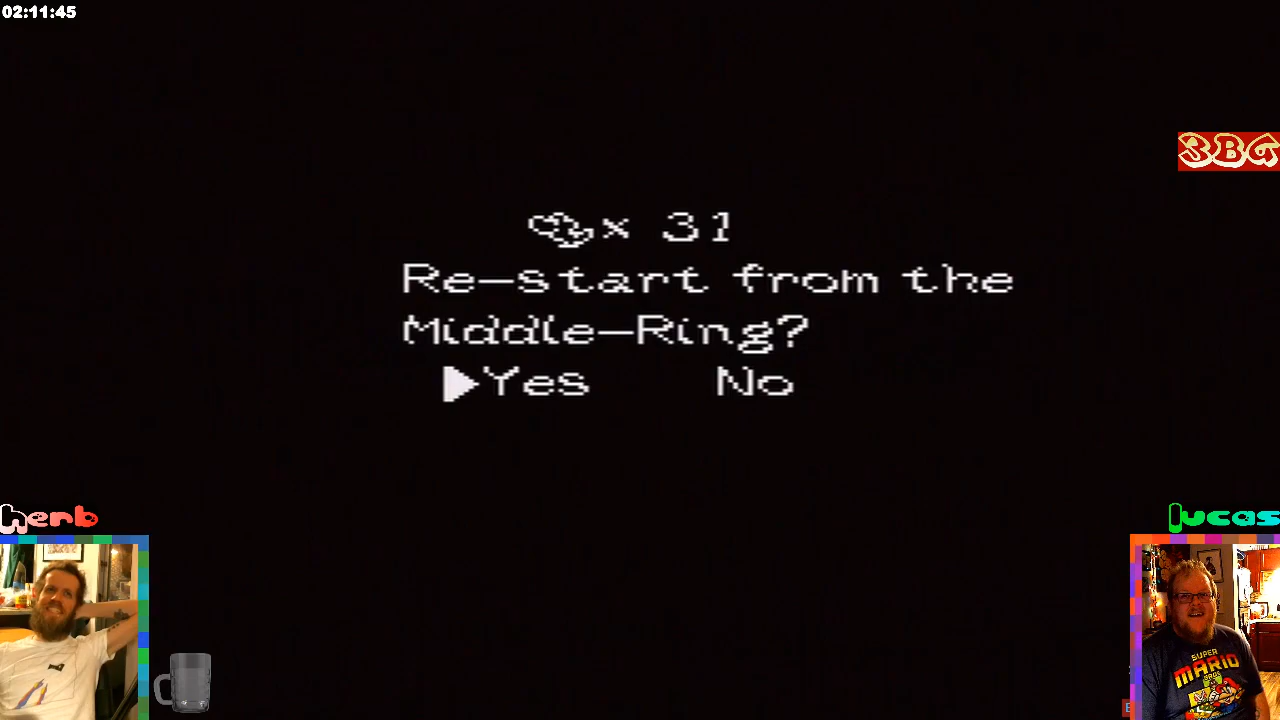 02:11:45
3BG
x 31
Re-start from the
Middle-Ring?
Yes No
herb
lucas
SUPER
MARIO